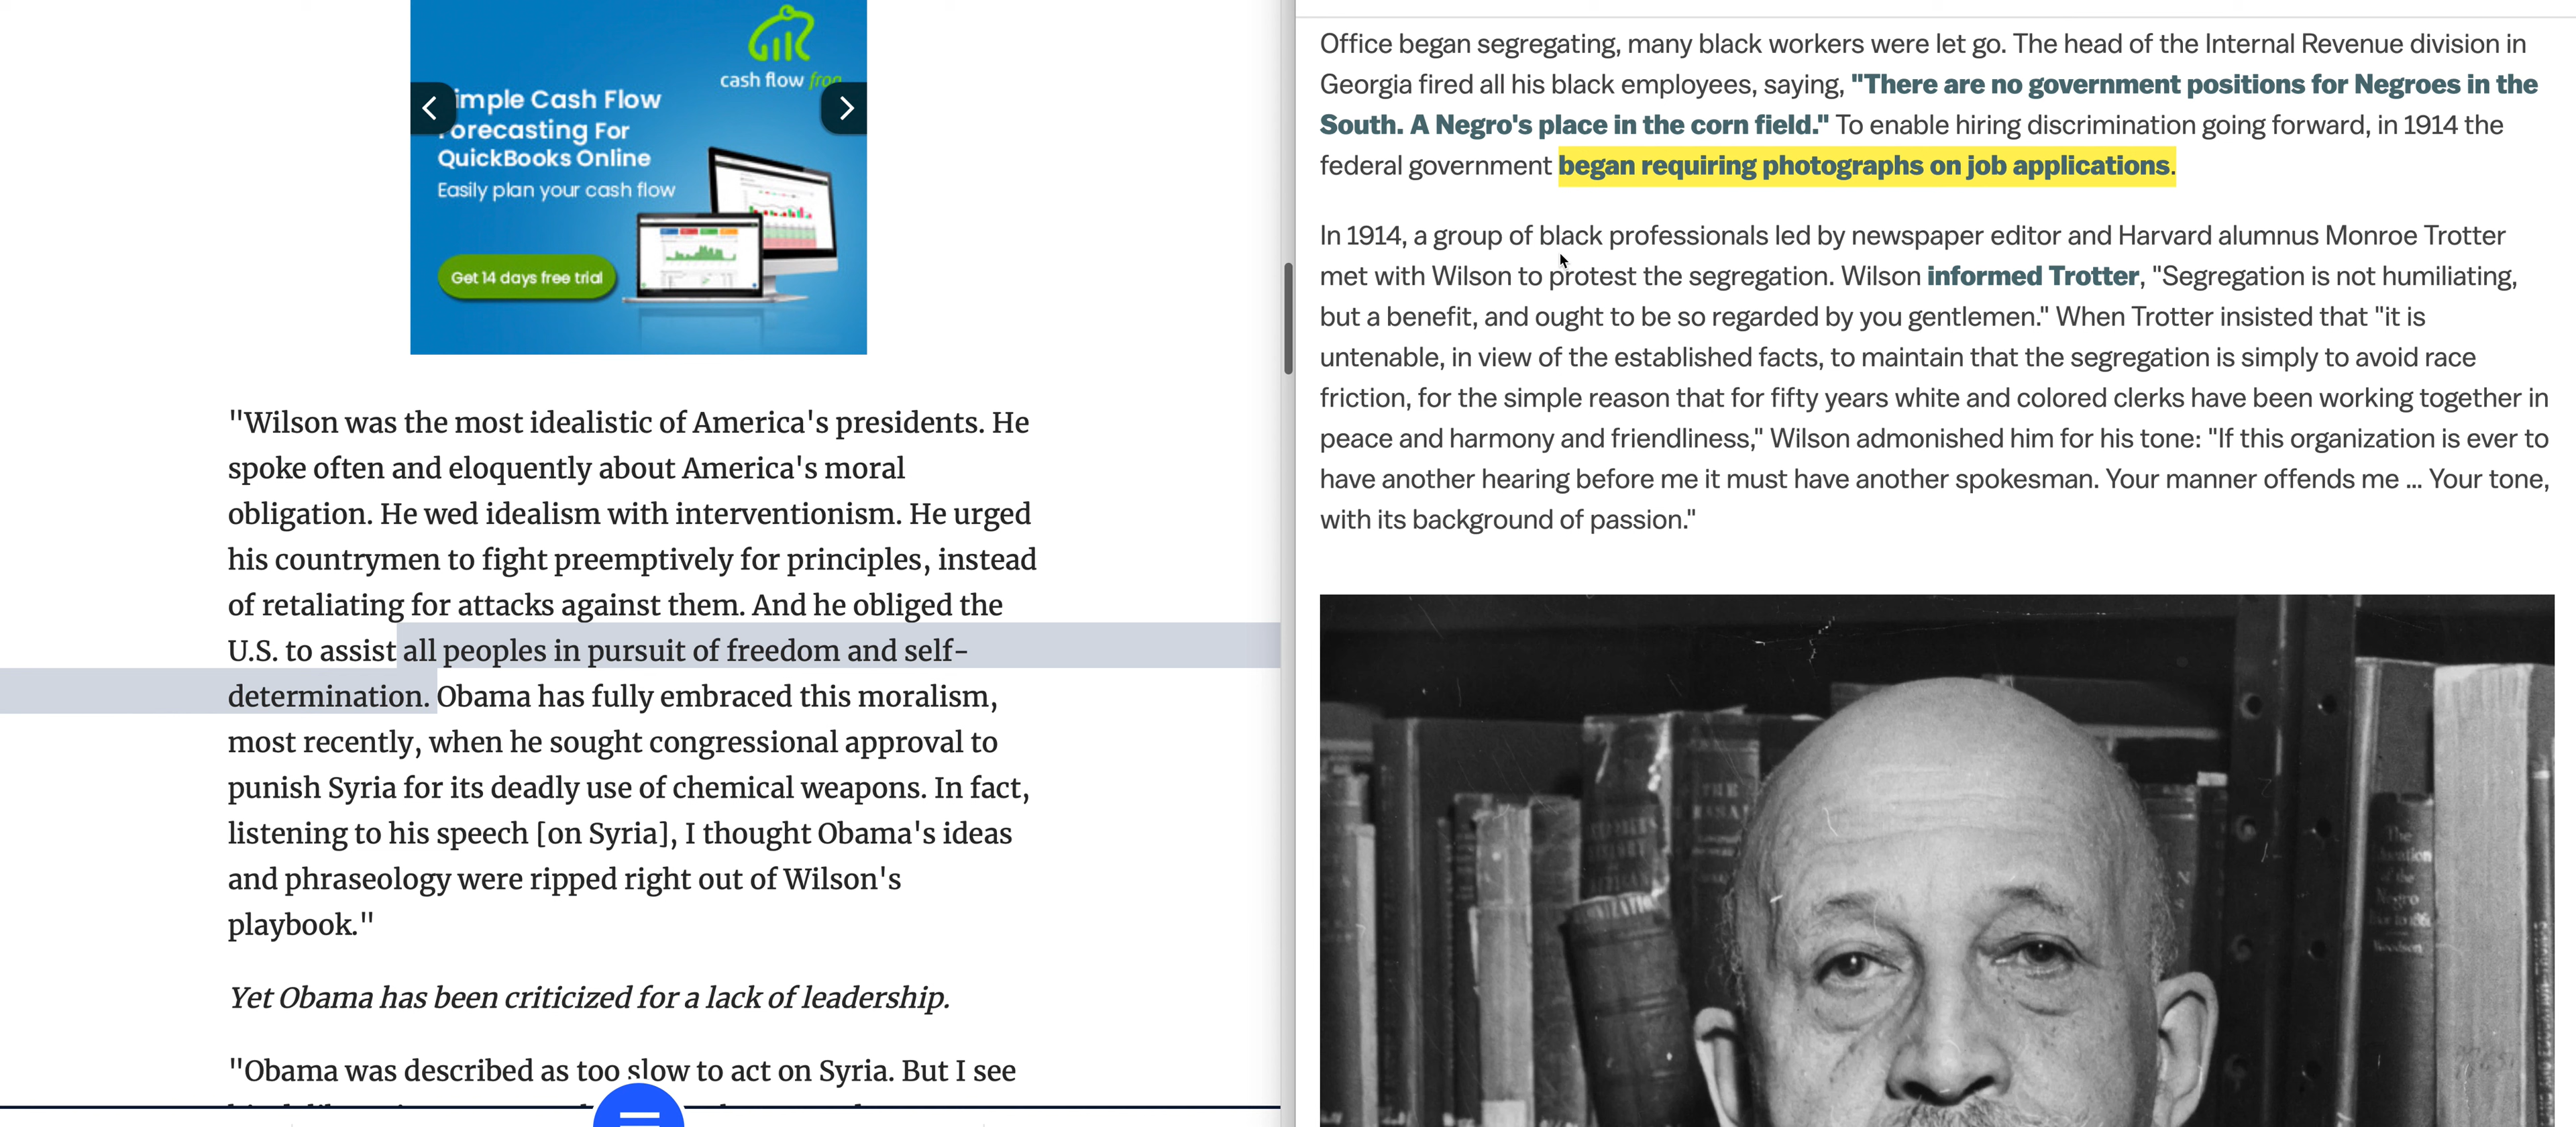 cash flow frog
imple Cash Flow
orecasting For
QuickBooks Online
Easily plan your cash flow
Get 14 days free trial
"Wilson was the most idealistic of America's presidents. He
spoke often and eloquently about America's moral
obligation. He wed idealism with interventionism. He urged
his countrymen to fight preemptively for principles, instead
of retaliating for attacks against them. And he obliged the
U.S. to assist all peoples in pursuit of freedom and self-
determination. Obama has fully embraced this moralism,
most recently, when he sought congressional approval to
punish Syria for its deadly use of chemical weapons. In fact,
listening to his speech [on Syria], I thought Obama's ideas
and phraseology were ripped right out of Wilson's
playbook."
Yet Obama has been criticized for a lack of leadership.
"Obama was described as too slow to act on Syria. But I see
Office began segregating, many black workers were let go. The head of the Internal Revenue division in
Georgia fired all his black employees, saying, "There are no government positions for Negroes in the
South. A Negro's place in the corn field." To enable hiring discrimination going forward, in 1914 the
federal government began requiring photographs on job applications.
In 1914, a group of black professionals led by newspaper editor and Harvard alumnus Monroe Trotter
met with Wilson to protest the segregation. Wilson informed Trotter, "Segregation is not humiliating,
but a benefit, and ought to be so regarded by you gentlemen." When Trotter insisted that "it is
untenable, in view of the established facts, to maintain that the segregation is simply to avoid race
friction, for the simple reason that for fifty years white and colored clerks have been working together in
peace and harmony and friendliness," Wilson admonished him for his tone: "If this organization is ever to
have another hearing before me it must have another spokesman. Your manner offends me ... Your tone,
with its background of passion."
The
of the
Negro
Woodson